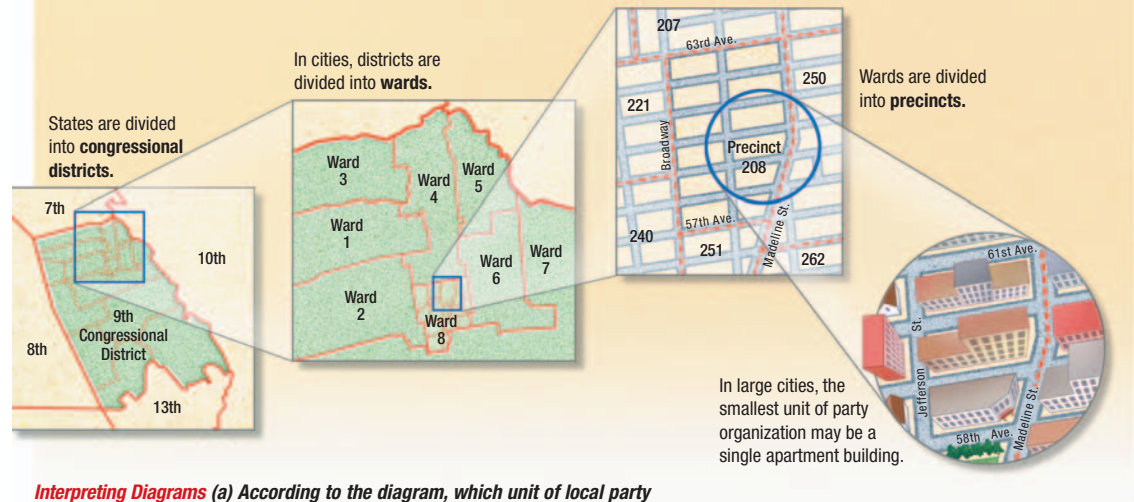 States are divided
into congressional
districts.
7th
10th
9th
Congressional
District
8th
13th
In cities, districts are
divided into wards.
Ward
3
Ward
4
Ward
5
Ward
1
Ward
6
Ward
7
Ward
2
Ward
8
207
63rd Ave.
250
221
Broadway
Precinct
208
57th Ave.
240
251
Madeline St.
262
Wards are divided
into precincts.
61st Ave.
Jefferson St.
Madeline St.
58th Ave.
In large cities, the
smallest unit of party
organization may be a
single apartment building.
Interpreting Diagrams (a) According to the diagram, which unit of local party